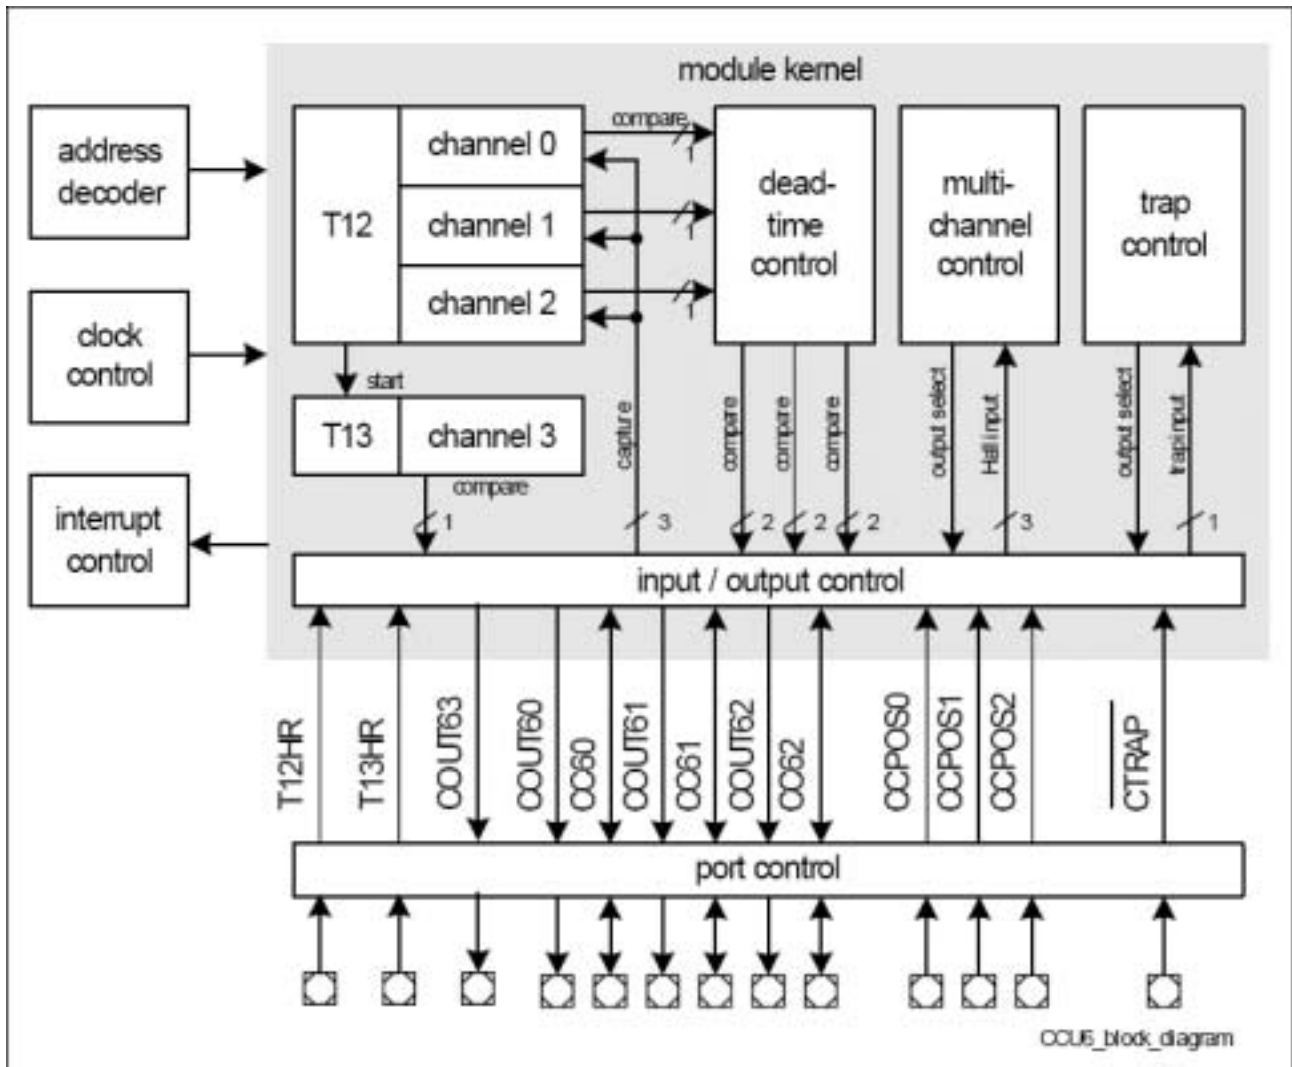 module kernel
address
decoder
clock
control
interrupt
control
T12
channel 0
channel 1
channel 2
compare
1
1
1
dead-
time
control
multi-
channel
control
trap
control
start
T13
channel 3
compare
1
capture
3
compare
2
compare
2
compare
2
output select
Hall input
3
output select
trap input
1
input / output control
T12HR
T13HR
COUT63
COUT60
CC60
COUT61
CC61
COUT62
CC62
CCPOS0
CCPOS1
CCPOS2
CTRAP
port control
CCU6_block_diagram